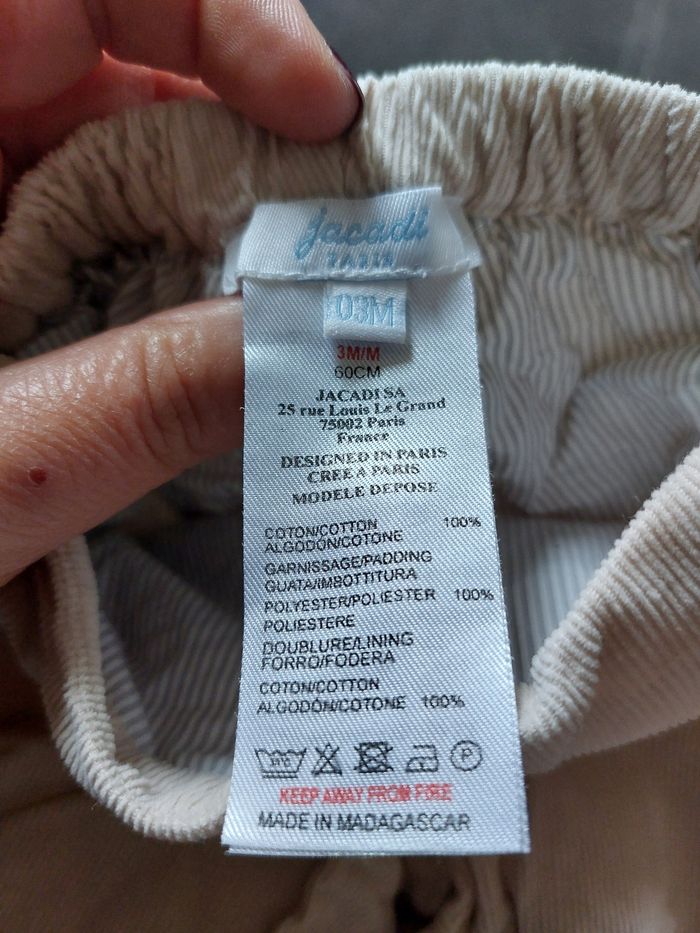 jacadi
PARIS
03M
3M/M
60CM
JACADI SA
25 rue Louis Le Grand
75002 Paris
France
DESIGNED IN PARIS
CREE A PARIS
MODELE DEPOSE
COTON/COTTON 100%
ALGODÓN/COTONE
GARNISSAGE/PADDING
GUATA/IMBOTTITURA
POLYESTER/POLIESTER 100%
POLIESTERE
DOUBLURE/LINING
FORRO/FODERA
COTON/COTTON
ALGODÓN/COTONE 100%
P
KEEP AWAY FROM FIRE
MADE IN MADAGASCAR